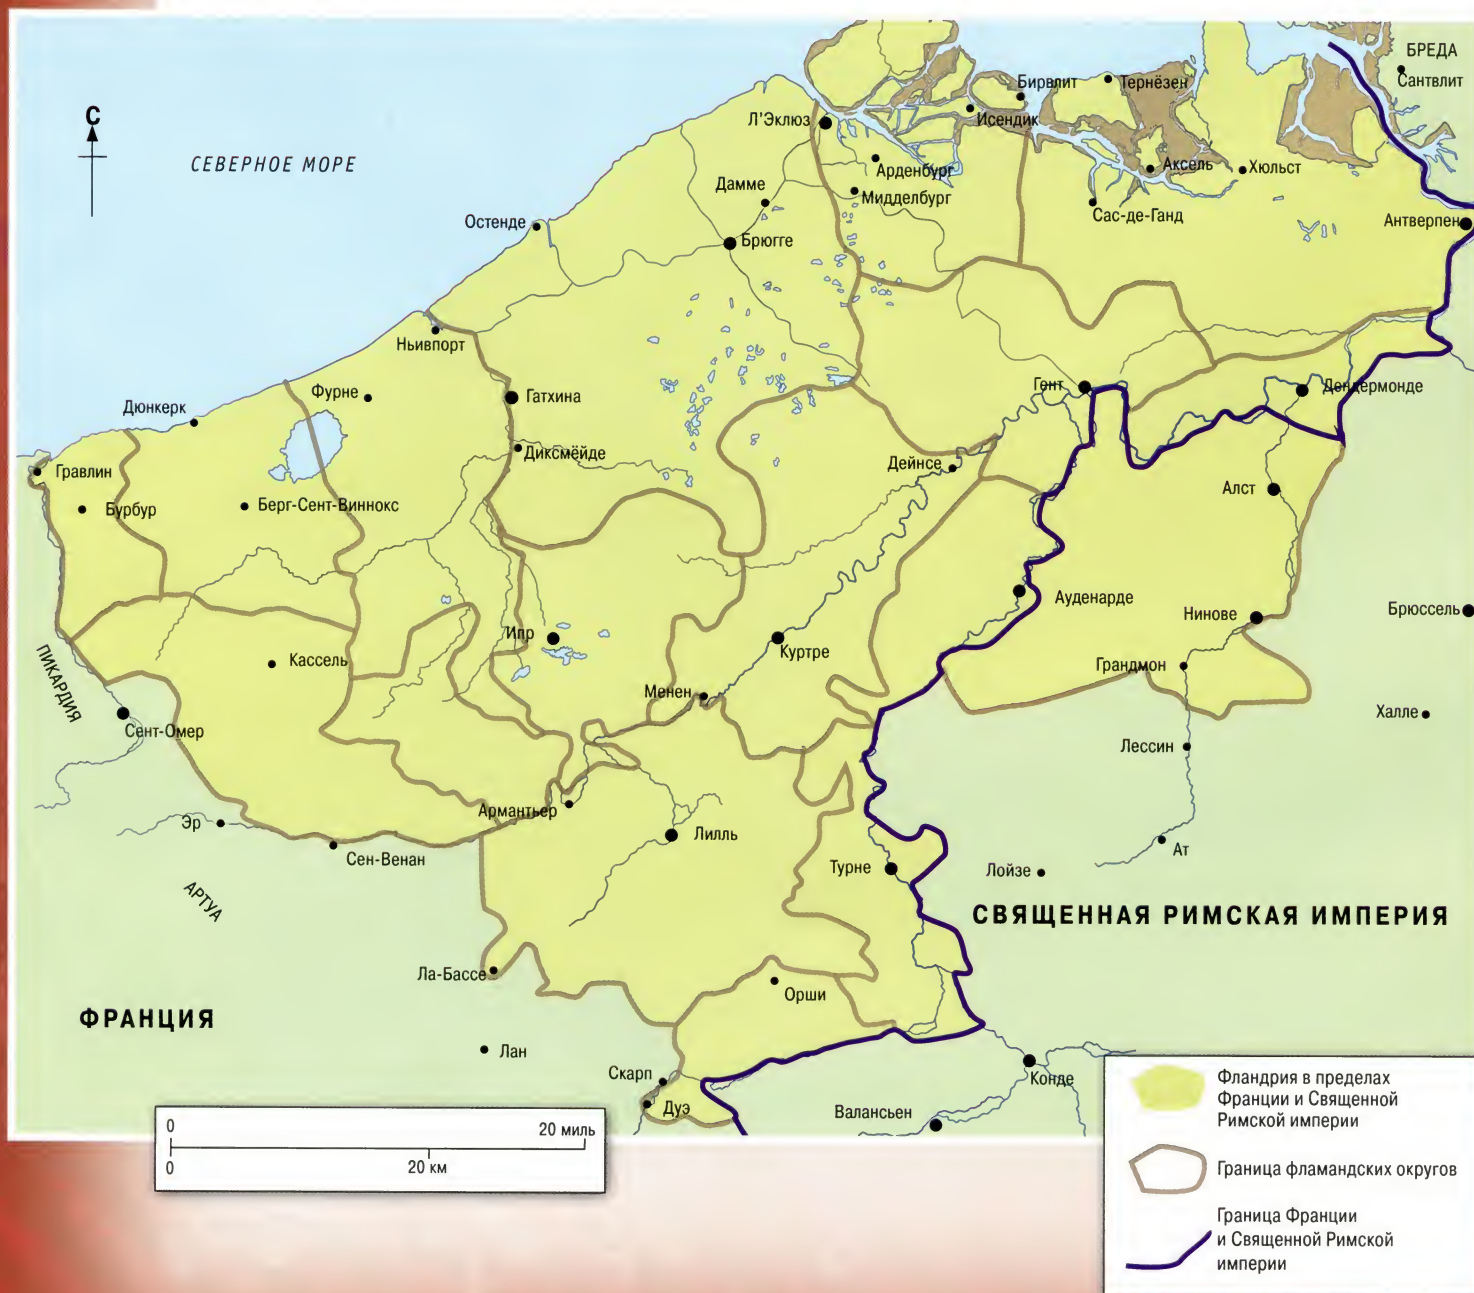 БРЕДА
Сантвлит
Бирвлит
Тернёзен
С
Л'Эклюз
Исендик
СЕВЕРНОЕ МОРЕ
Арденбург
Аксель
Хюльст
Дамме
Мидделбург
Сас-де-Ганд
Остенде
Антверпен
Брюгге
Ньивпорт
Фурне
Гатхина
Гент
Дендермонде
Дюнкерк
Диксмёйде
Дейнсе
Гравлин
Алст
Бурбур
Берг-Сент-Виннокс
Ауденарде
Нинове
Брюссель
Ипр
Кассель
Куртре
Грандмон
ПИКАРДИЯ
Менен
Халле
Сент-Омер
Лессин
Армантьер
Эр
Лилль
Сен-Венан
Ат
Турне
Лойзе
АРТУА
СВЯЩЕННАЯ РИМСКАЯ ИМПЕРИЯ
Ла-Бассе
Орши
ФРАНЦИЯ
Лан
Скарп
Конде
Дуэ
Валансьен
0
20 миль
0
20 км
Фландрия в пределах
Франции и Священной
Римской империи
Граница фламандских округов
Граница Франции
и Священной Римской
империи